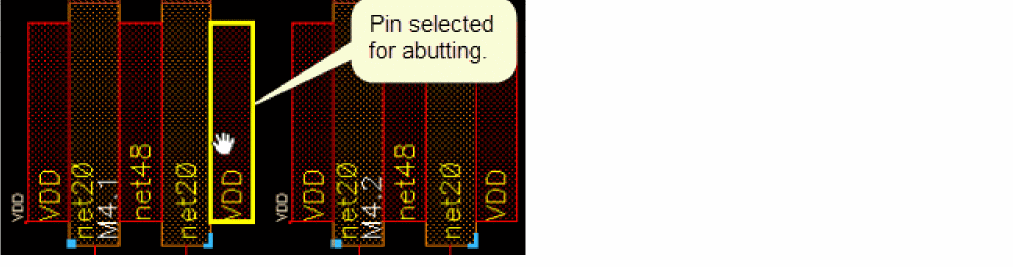 Pin selected
for abutting.
VDD
VDD
net20
M4.1
net48
net20
VDD
VDD
VDD
net20
M4.2
net48
net20
VDD